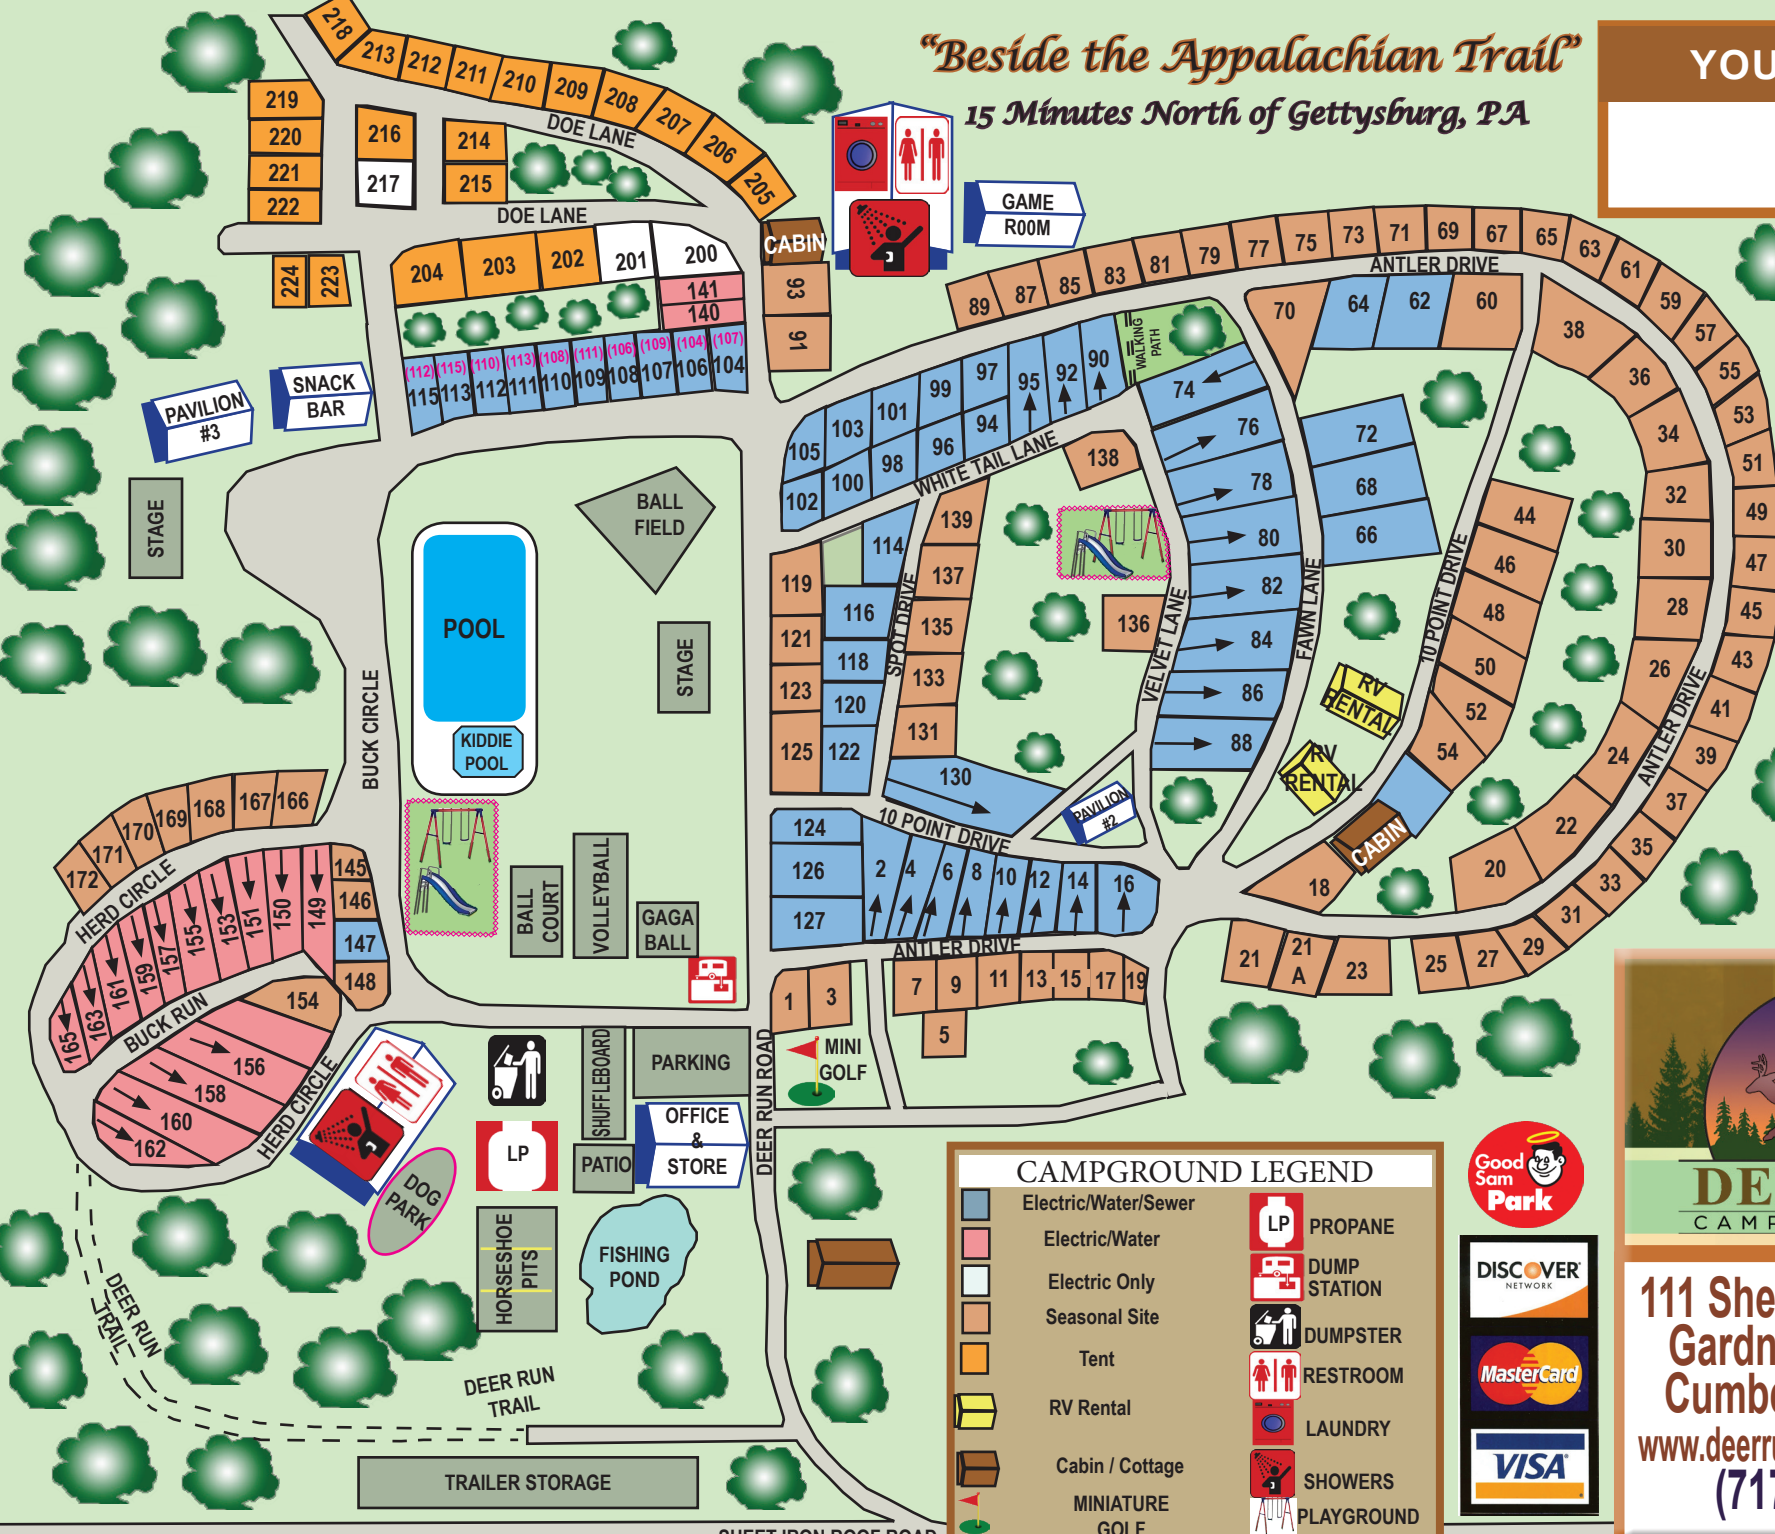 “Beside the Appalachian Trail”
15 Minutes North of Gettysburg, PA
YOU
218
213
212
211
210
209
208
207
206
205
DOE LANE
219
220
221
222
216
217
214
215
DOE LANE
224
223
204
203
202
201
200
141
140
CABIN
93
91
GAME
ROOM
(112)
(115)
(110)
(113)
(108)
(111)
(106)
(109)
(104)
(107)
115
113
112
111
110
109
108
107
106
104
SNACK
BAR
PAVILION
#3
STAGE
89
87
85
83
81
79
77
75
73
71
69
67
65
63
61
59
57
55
53
51
49
47
45
43
41
39
37
35
33
31
29
27
25
23
21
A
21
ANTLER DRIVE
70
64
62
60
38
36
34
32
30
28
26
24
22
20
18
ANTLER DRIVE
WALKING
PATH
105
103
101
99
97
95
92
90
102
100
98
96
94
WHITE TAIL LANE
138
74
76
78
80
82
84
86
88
72
68
66
44
46
48
50
52
54
10 POINT DRIVE
FAWN LANE
VELVET LANE
RV
RENTAL
RV
RENTAL
CABIN
139
137
135
133
131
136
SPOT DRIVE
114
116
118
120
122
119
121
123
125
130
PAVILION
#2
10 POINT DRIVE
124
126
127
2
4
6
8
10
12
14
16
ANTLER DRIVE
1
3
7
9
11
13
15
17
19
5
MINI
GOLF
BALL
FIELD
POOL
KIDDIE
POOL
STAGE
BUCK CIRCLE
BALL
COURT
VOLLEYBALL
GAGA
BALL
172
171
170
169
168
167
166
HERD CIRCLE
165
163
161
159
157
155
153
151
150
149
145
146
147
148
154
BUCK RUN
156
158
160
162
HERD CIRCLE
DOG
PARK
LP
SHUFFLEBOARD
PARKING
PATIO
OFFICE
&
STORE
DEER RUN ROAD
HORSESHOE
PITS
FISHING
POND
DEER RUN
TRAIL
DEER RUN
TRAIL
TRAILER STORAGE
SHEET IRON ROOF ROAD
CAMPGROUND LEGEND
Electric/Water/Sewer
Electric/Water
Electric Only
Seasonal Site
Tent
RV Rental
Cabin / Cottage
MINIATURE
GOLF
LP
PROPANE
DUMP
STATION
DUMPSTER
RESTROOM
LAUNDRY
SHOWERS
PLAYGROUND
Good
Sam
Park
DISCOVER
NETWORK
MasterCard
VISA
DE
CAMP
111 She
Gardn
Cumbe
www.deerru
(717